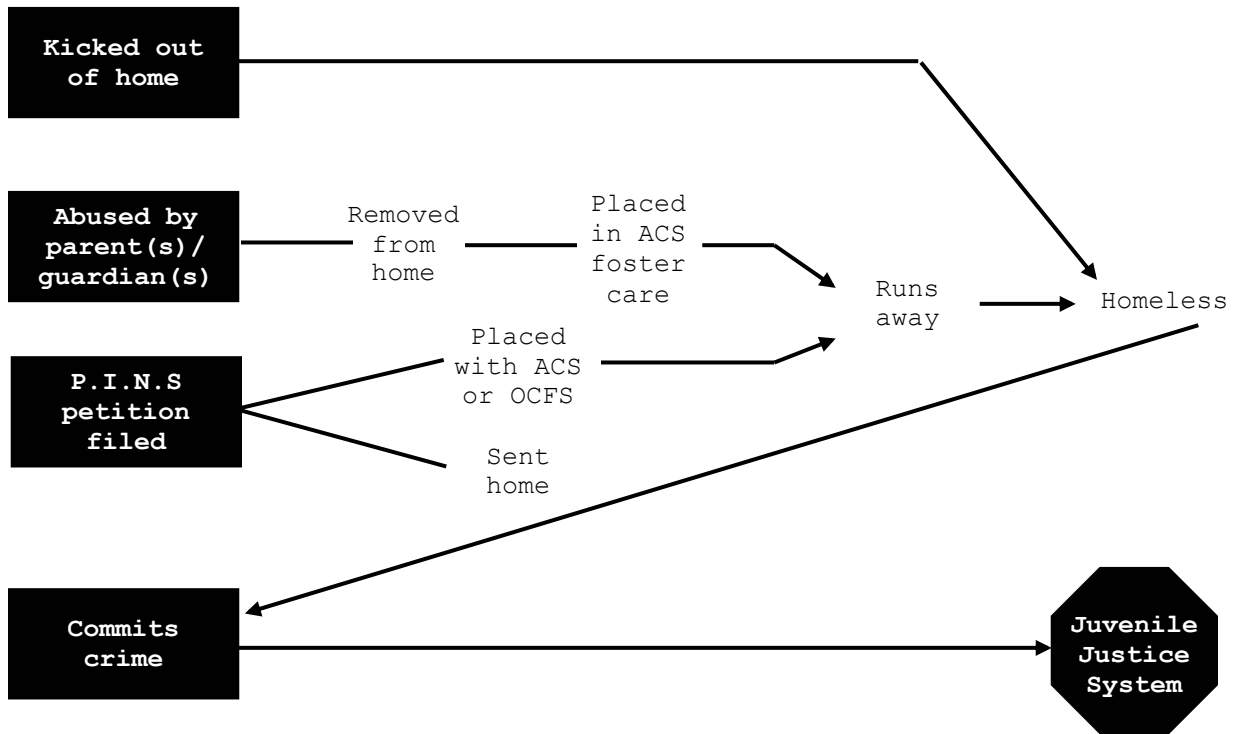 Kicked out
of home
Abused by
parent(s)/
guardian(s)
Removed
from
home
Placed
in ACS
foster
care
Runs
away
Homeless
P.I.N.S
petition
filed
Placed
with ACS
or OCFS
Sent
home
Commits
crime
Juvenile
Justice
System